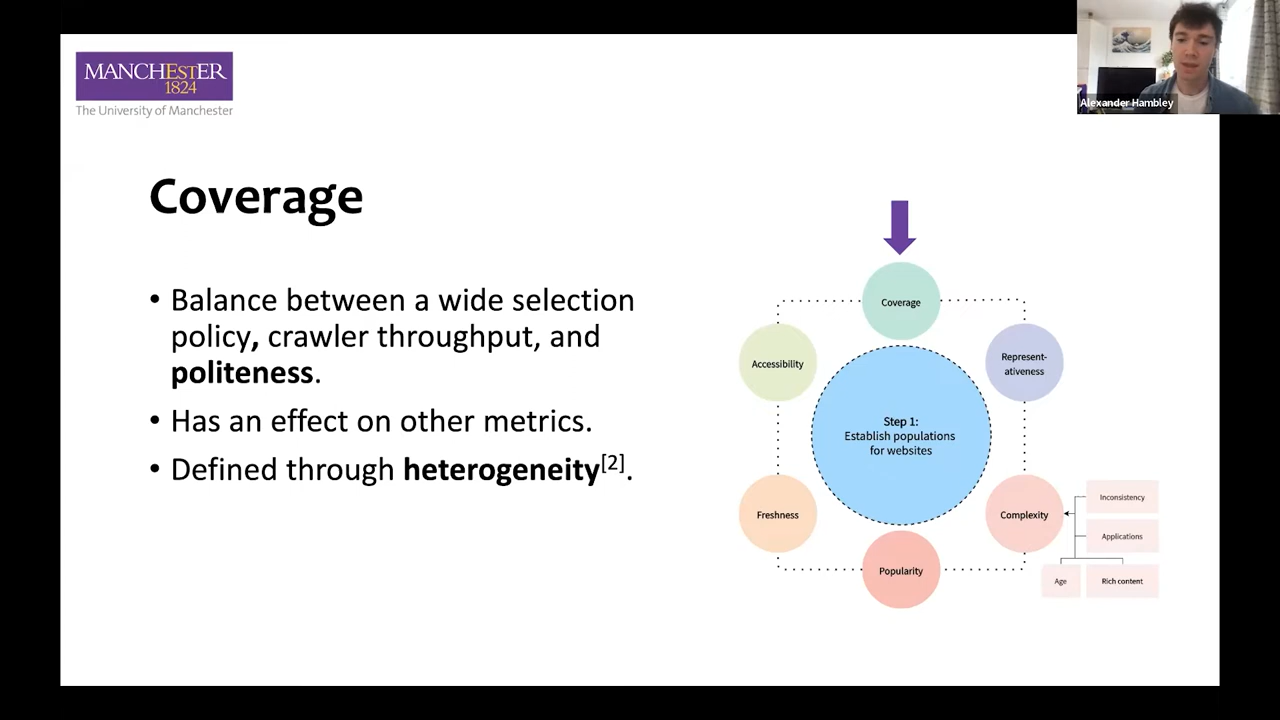 MANCHESTER
1824
The University of Manchester
Alexander Hambley
Coverage
• Balance between a wide selection
policy, crawler throughput, and
politeness.
• Has an effect on other metrics.
• Defined through heterogeneity[2].
Coverage
Accessibility
Represent-
ativeness
Step 1:
Establish populations
for websites
Freshness
Complexity
Inconsistency
Applications
Popularity
Age
Rich content